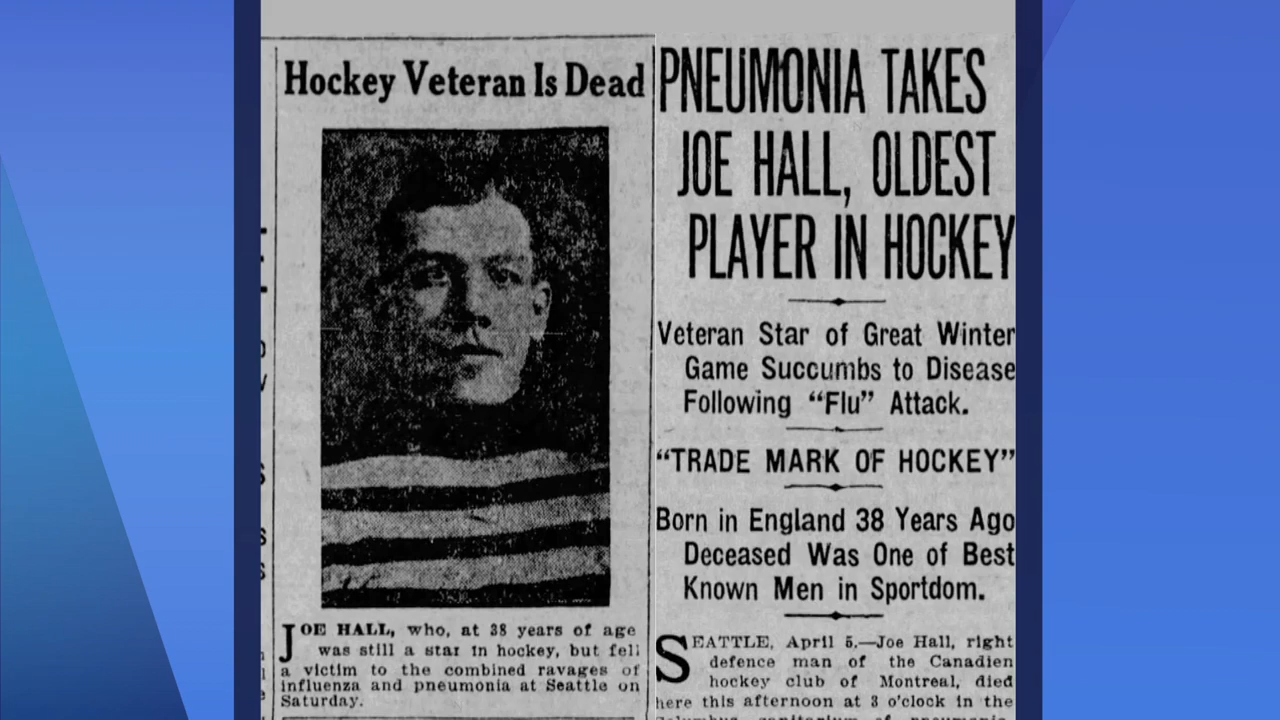 Hockey Veteran Is Dead
JOE HALL, who, at 38 years of age
was still a star in hockey, but fell
a victim to the combined ravages of
influenza and pneumonia at Seattle on
Saturday.
PNEUMONIA TAKES
JOE HALL, OLDEST
PLAYER IN HOCKEY
Veteran Star of Great Winter
Game Succumbs to Disease
Following “Flu” Attack.
“TRADE MARK OF HOCKEY”
Born in England 38 Years Ago
Deceased Was One of Best
Known Men in Sportdom.
SEATTLE, April 5.—Joe Hall, right
defence man of the Canadien
hockey club of Montreal, died
here this afternoon at 3 o'clock in the